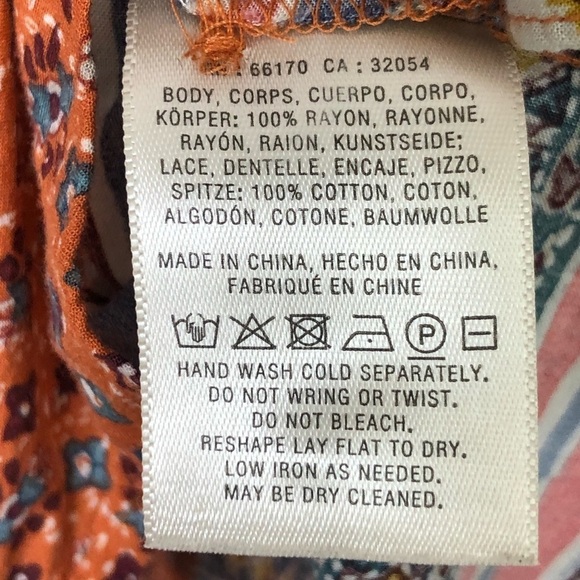 : 66170 CA : 32054
BODY, CORPS, CUERPO, CORPO,
KÖRPER: 100% RAYON, RAYONNE,
RAYÓN, RAION, KUNSTSEIDE;
LACE, DENTELLE, ENCAJE, PIZZO,
SPITZE: 100% COTTON, COTON,
ALGODÓN, COTONE, BAUMWOLLE
MADE IN CHINA, HECHO EN CHINA,
FABRIQUÉ EN CHINE
P
HAND WASH COLD SEPARATELY.
DO NOT WRING OR TWIST.
DO NOT BLEACH.
RESHAPE LAY FLAT TO DRY.
LOW IRON AS NEEDED.
MAY BE DRY CLEANED.